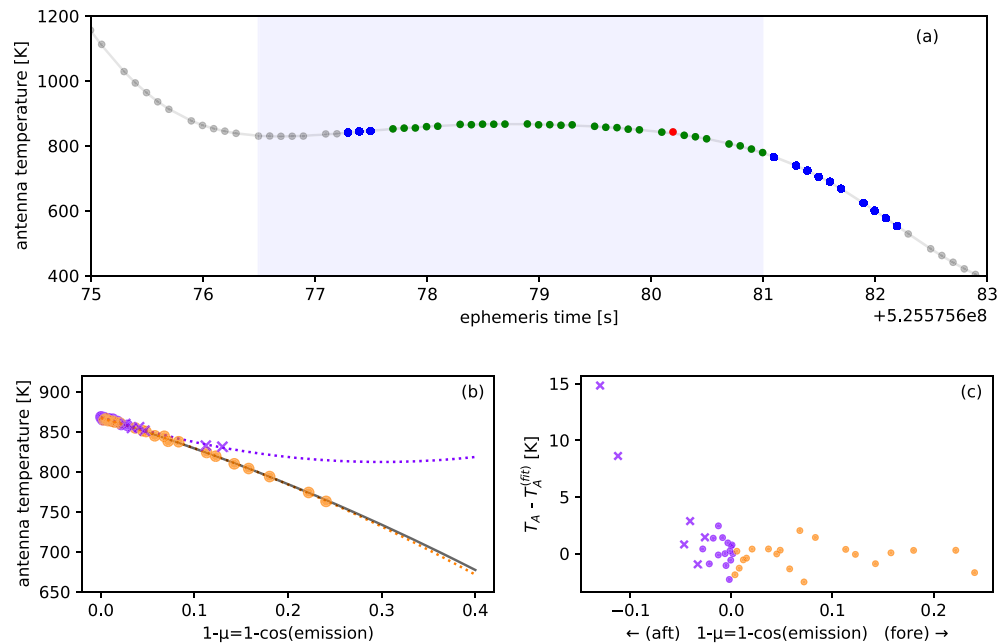 1200
1000
800
600
400
antenna temperature [K]
(a)
75 76 77 78 79 80 81 82 83
ephemeris time [s]
+5.255756e8
900
850
800
750
700
650
antenna temperature [K]
(b)
0.0 0.1 0.2 0.3 0.4
1-μ=1-cos(emission)
15
10
5
0
T_A - T_A^(fit) [K]
(c)
−0.1 0.0 0.1 0.2
← (aft) 1-μ=1-cos(emission) (fore) →